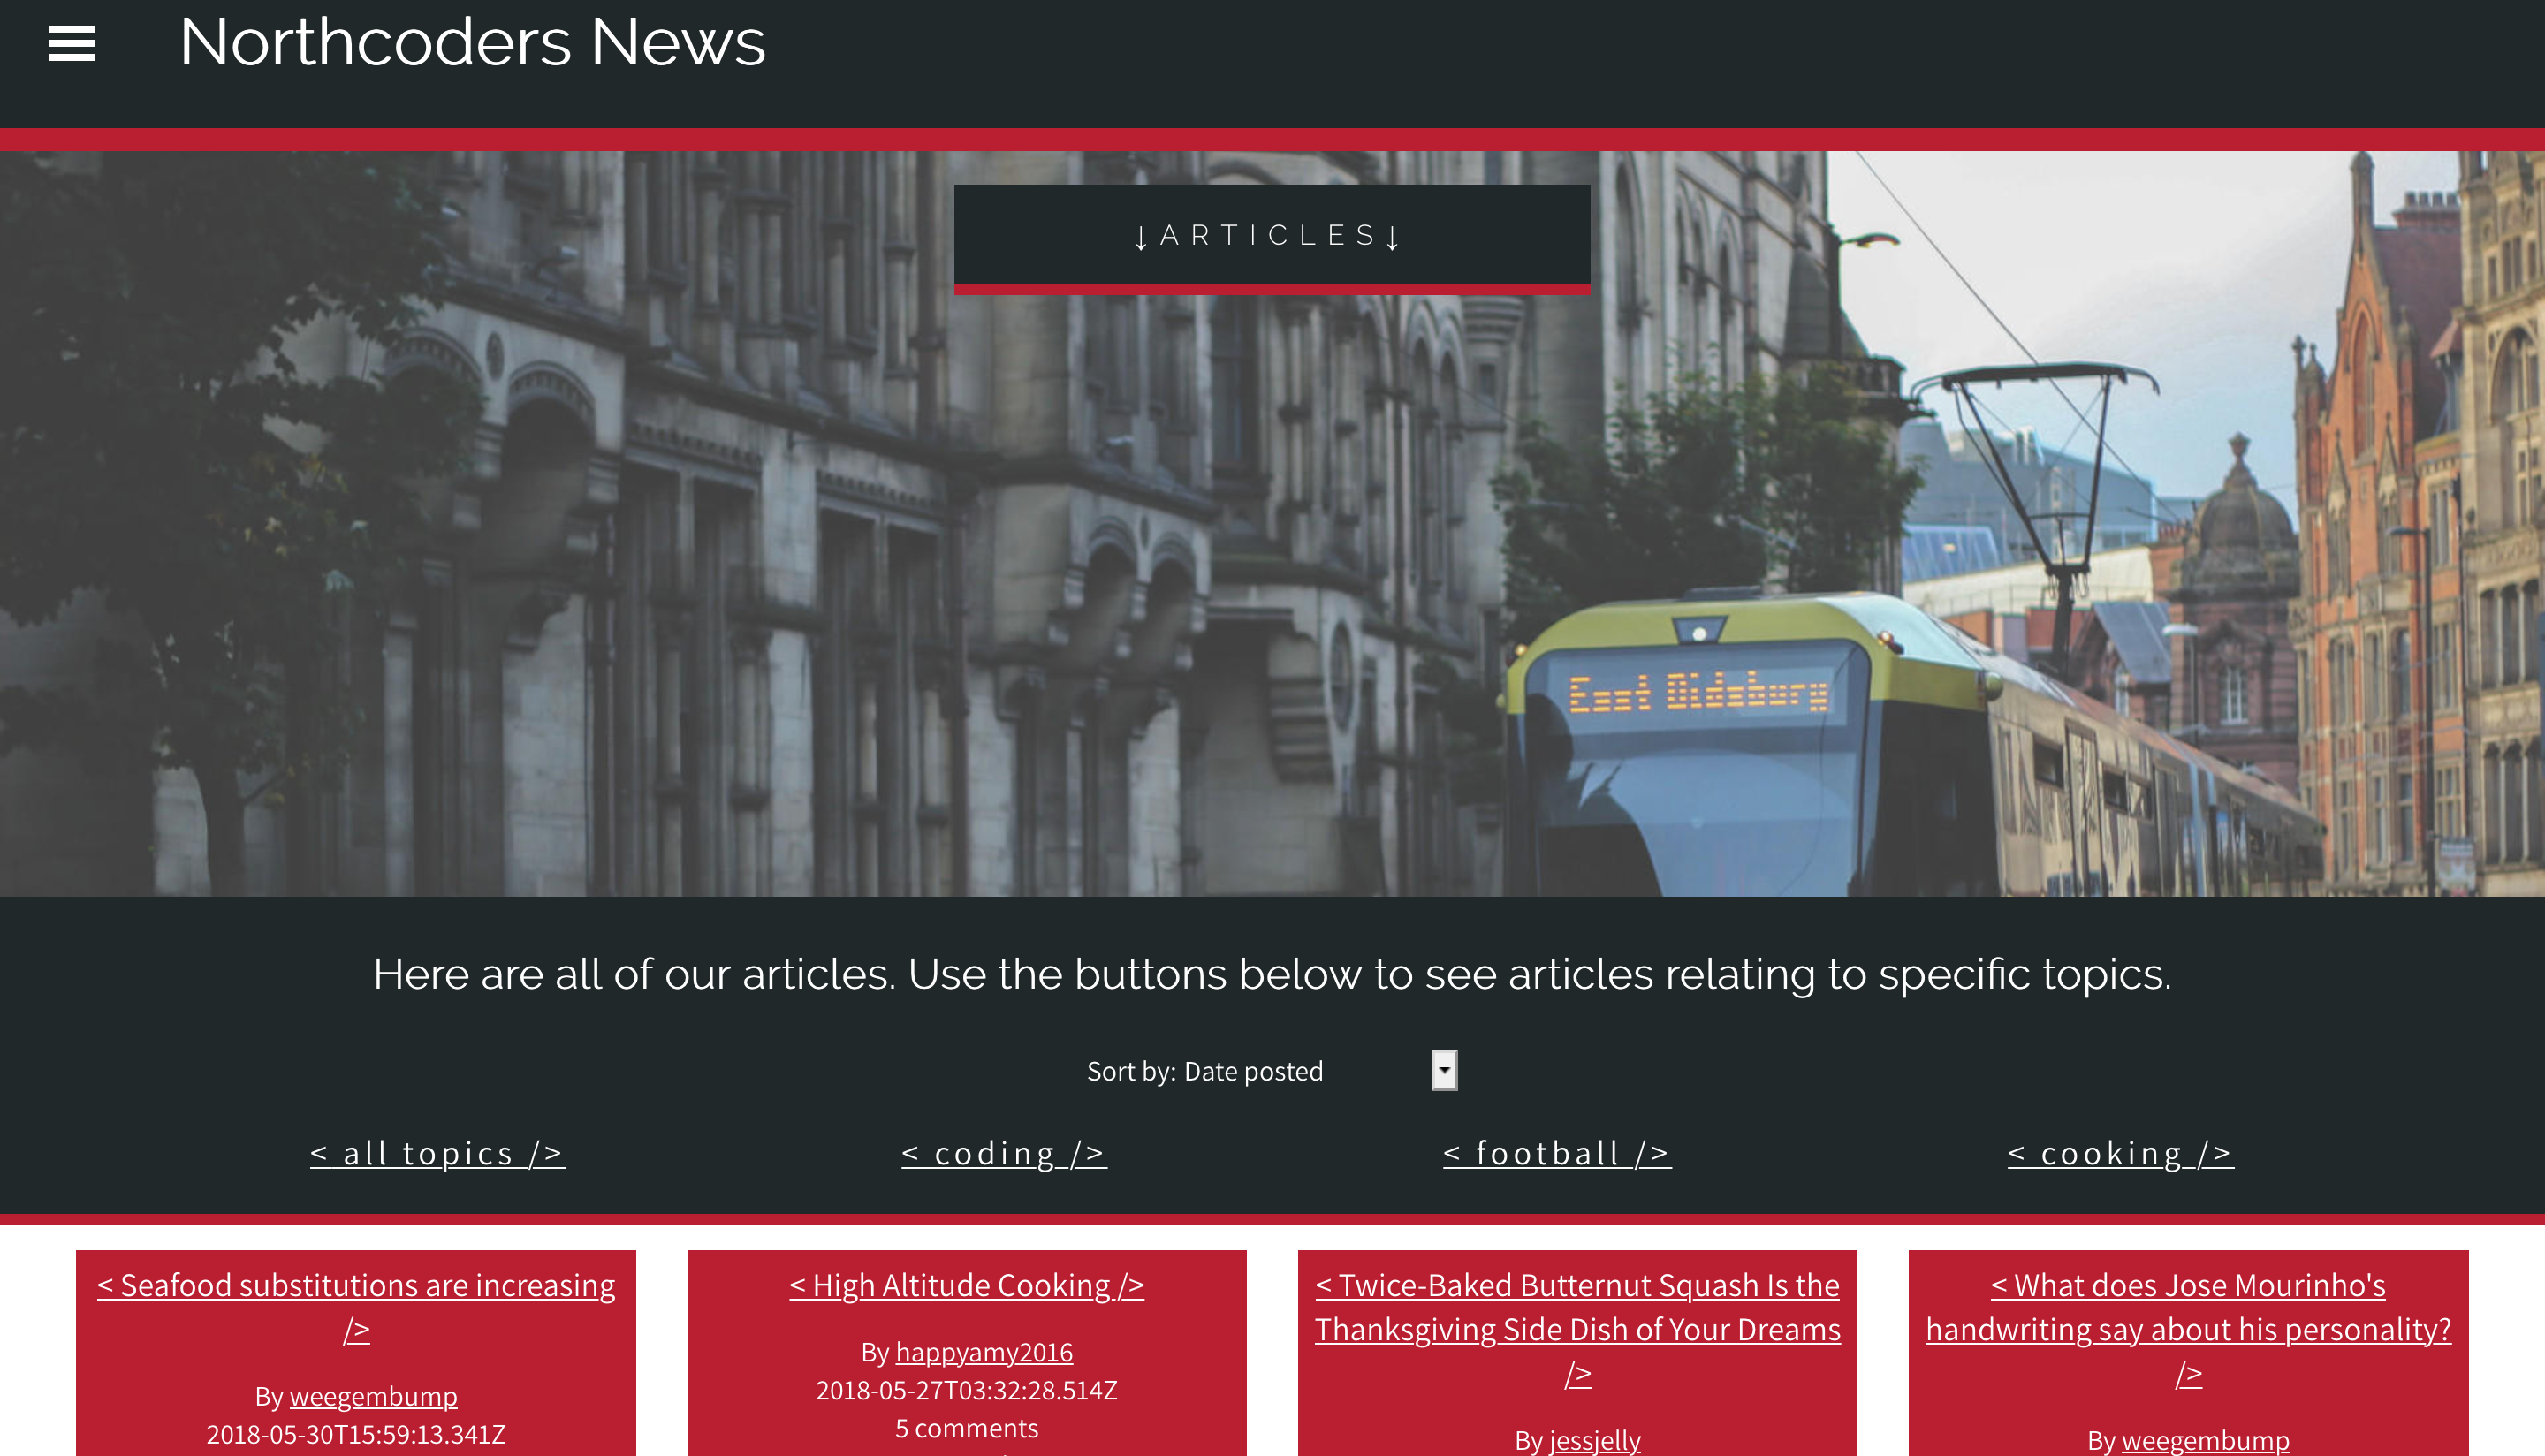 Northcoders News
↓ARTICLES↓
East Didsbury
Here are all of our articles. Use the buttons below to see articles relating to specific topics.
Sort by: Date posted
< all topics />
< coding />
< football />
< cooking />
< Seafood substitutions are increasing
/>
By weegembump
2018-05-30T15:59:13.341Z
< High Altitude Cooking />
By happyamy2016
2018-05-27T03:32:28.514Z
5 comments
< Twice-Baked Butternut Squash Is the
Thanksgiving Side Dish of Your Dreams
/>
By jessjelly
< What does Jose Mourinho's
handwriting say about his personality?
/>
By weegembump